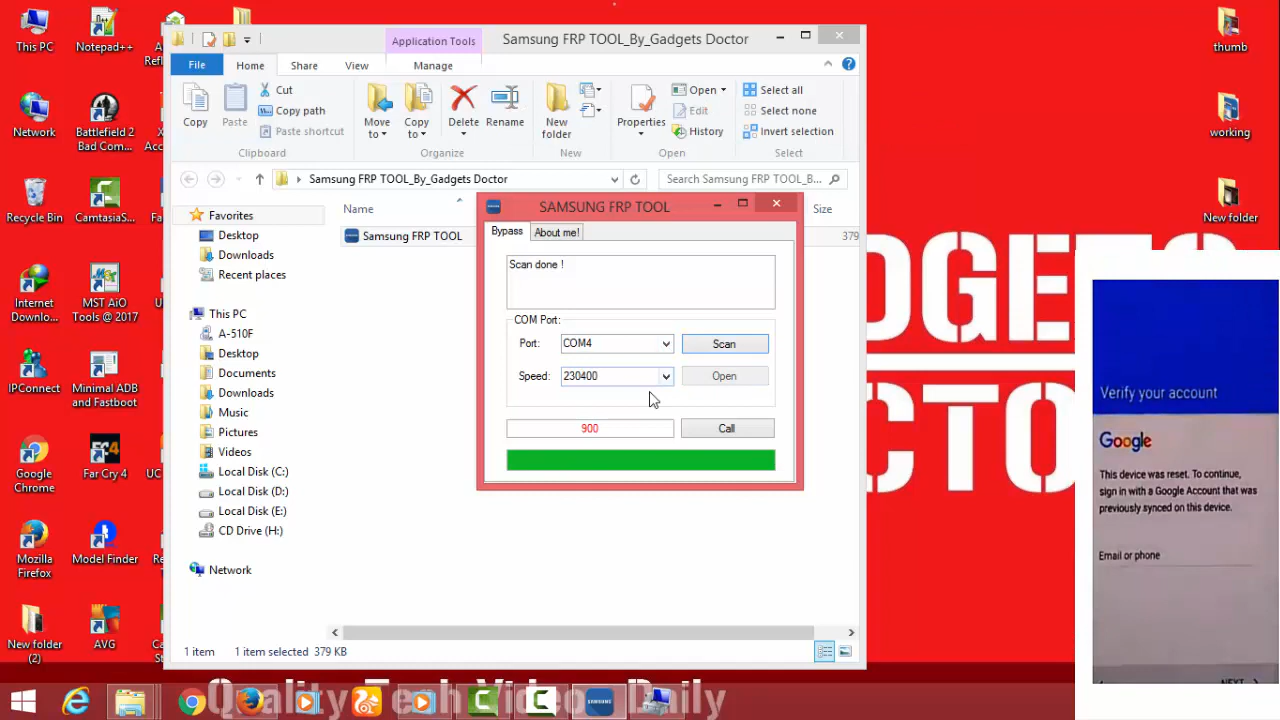 This PC
Notepad++
Network
Battlefield 2
Bad Com...
Recycle Bin
CamtasiaS...
Internet
Downlo...
MST AiO
Tools @ 2017
IPConnect
Minimal ADB
and Fastboot
Google
Chrome
Far Cry 4
UC
Mozilla
Firefox
Model Finder
New folder
(2)
AVG
Application Tools
Samsung FRP TOOL_By_Gadgets Doctor
File
Home
Share
View
Manage
Copy
Paste
Cut
Copy path
Paste shortcut
Clipboard
Move
to
Copy
to
Delete
Rename
Organize
New
folder
New
Properties
Open
Edit
History
Open
Select all
Select none
Invert selection
Select
Samsung FRP TOOL_By_Gadgets Doctor
Search Samsung FRP TOOL_B...
Name
Size
Samsung FRP TOOL
379
Favorites
Desktop
Downloads
Recent places
This PC
A-510F
Desktop
Documents
Downloads
Music
Pictures
Videos
Local Disk (C:)
Local Disk (D:)
Local Disk (E:)
CD Drive (H:)
Network
1 item
1 item selected 379 KB
SAMSUNG
SAMSUNG FRP TOOL
Bypass
About me!
Scan done !
COM Port:
Port:
COM4
Scan
Speed:
230400
Open
900
Call
thumb
working
New folder
Verify your account
Google
This device was reset. To continue,
sign in with a Google Account that was
previously synced on this device.
Email or phone
NEXT
Quality Tech Videos Daily